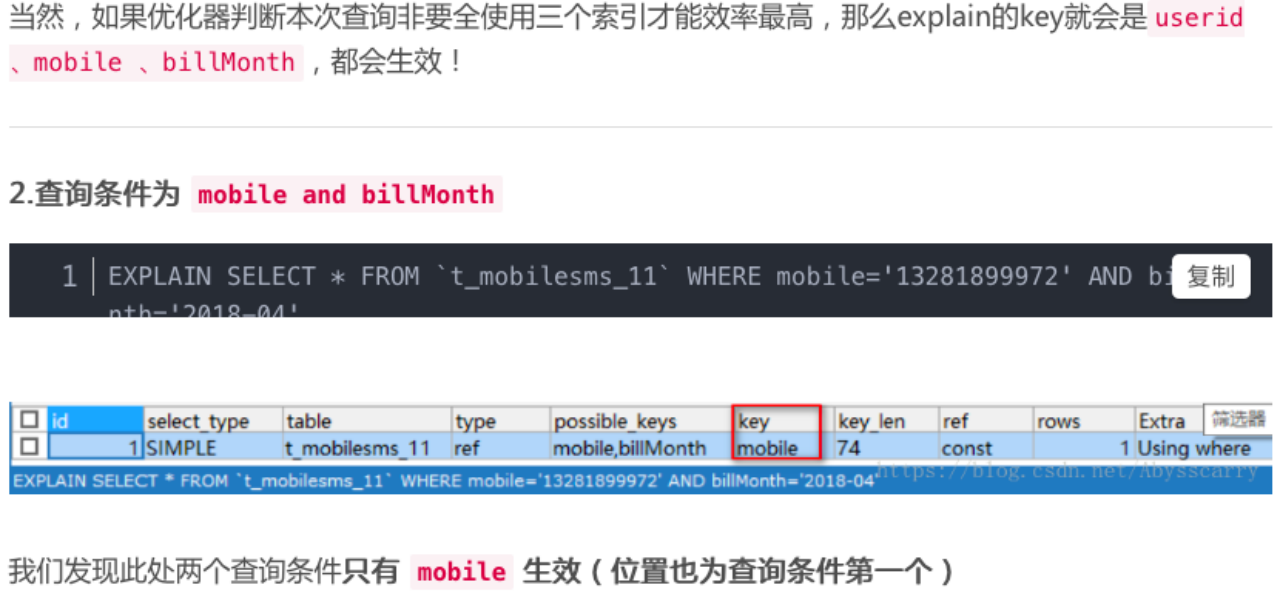 当然，如果优化器判断本次查询非要全使用三个索引才能效率最高，那么explain的key就会是 userid
、mobile 、billMonth ，都会生效！
2.查询条件为 mobile and billMonth
1 EXPLAIN SELECT * FROM `t_mobilesms_11` WHERE mobile='13281899972' AND bi 复制
nth='2018-04'
id select_type table type possible_keys key key_len ref rows Extra 筛选器
1 SIMPLE t_mobilesms_11 ref mobile,billMonth mobile 74 const 1 Using where
EXPLAIN SELECT * FROM `t_mobilesms_11` WHERE mobile='13281899972' AND billMonth='2018-04'
https://blog.csdn.net/Abysscarry
我们发现此处两个查询条件只有 mobile 生效（位置也为查询条件第一个）